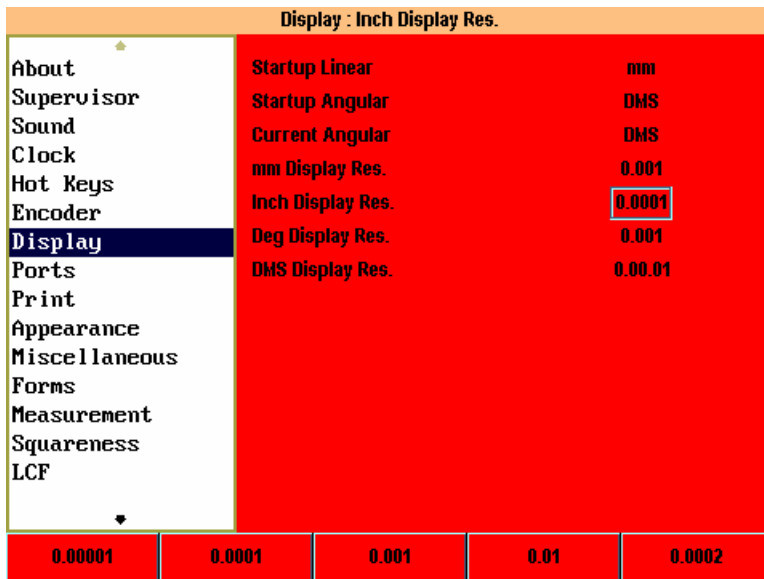 Display : Inch Display Res.
About
Supervisor
Sound
Clock
Hot Keys
Encoder
Display
Ports
Print
Appearance
Miscellaneous
Forms
Measurement
Squareness
LCF
Startup Linear mm
Startup Angular DMS
Current Angular DMS
mm Display Res. 0.001
Inch Display Res. 0.0001
Deg Display Res. 0.001
DMS Display Res. 0.00.01
0.00001 0.0001 0.001 0.01 0.0002